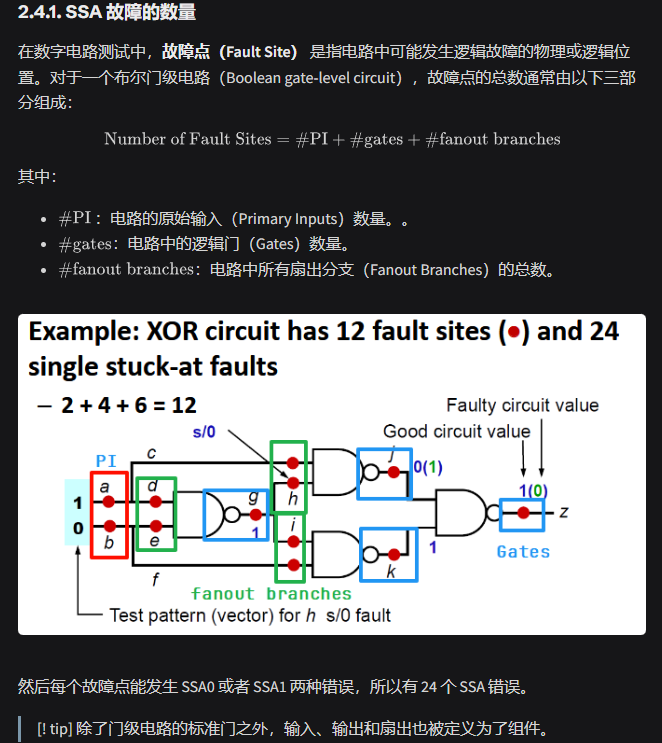 2.4.1. SSA 故障的数量
在数字电路测试中，故障点（Fault Site） 是指电路中可能发生逻辑故障的物理或逻辑位
置。对于一个布尔门级电路（Boolean gate-level circuit），故障点的总数通常由以下三部
分组成：
Number of Fault Sites = #PI + #gates + #fanout branches
其中：
• #PI：电路的原始输入（Primary Inputs）数量。。
• #gates：电路中的逻辑门（Gates）数量。
• #fanout branches：电路中所有扇出分支（Fanout Branches）的总数。
Example: XOR circuit has 12 fault sites (●) and 24
single stuck-at faults
– 2 + 4 + 6 = 12
Faulty circuit value
s/0
Good circuit value
PI
c
j
0(1)
a
d
g
h
1(0)
1
z
0
1
i
b
e
1
Gates
k
f
fanout branches
Test pattern (vector) for h s/0 fault
然后每个故障点能发生 SSA0 或者 SSA1 两种错误，所以有 24 个 SSA 错误。
[! tip] 除了门级电路的标准门之外，输入、输出和扇出也被定义为了组件。